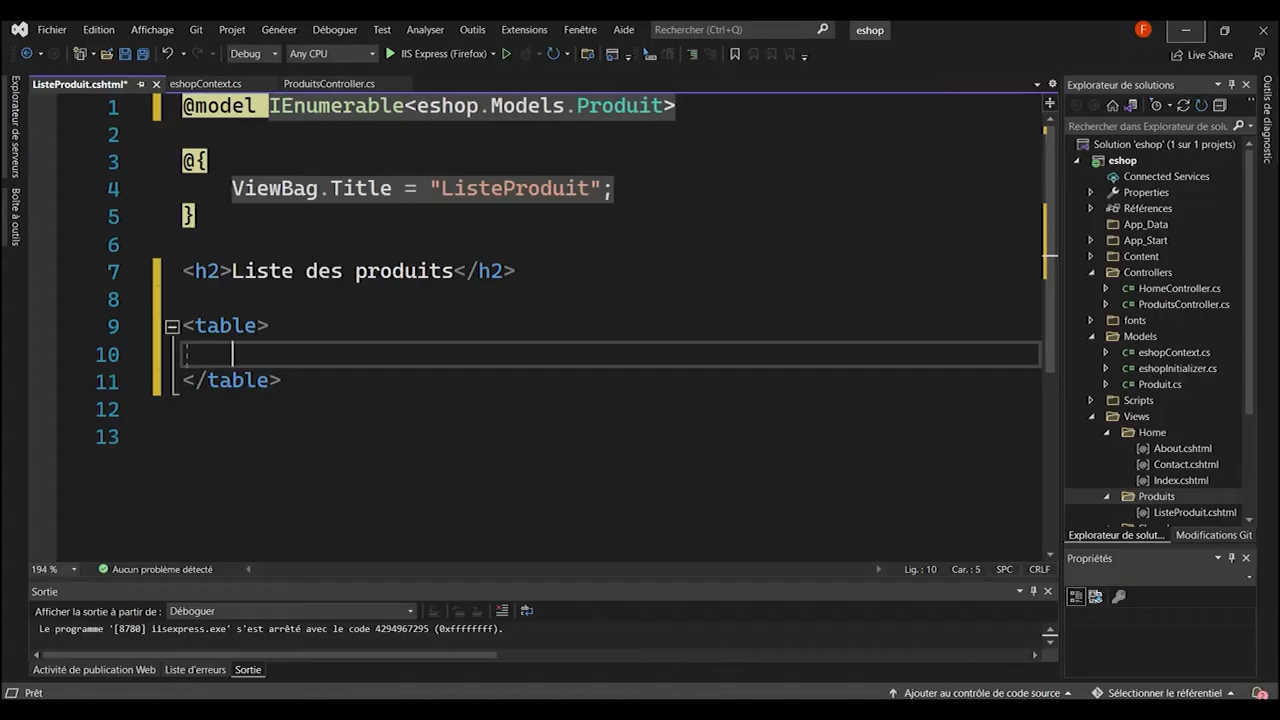 Fichier Edition Affichage Git Projet Générer Déboguer Test Analyser Outils Extensions Fenêtre Aide Rechercher (Ctrl+Q) eshop F
Debug Any CPU IIS Express (Firefox) Live Share
ListeProduit.cshtml* eshopContext.cs ProduitsController.cs
Explorateur de serveurs
Boîte à outils
1 @model IEnumerable<eshop.Models.Produit>
2
3 @{
4 ViewBag.Title = "ListeProduit";
5 }
6
7 <h2>Liste des produits</h2>
8
9 <table>
10
11 </table>
12
13
194 % Aucun problème détecté Lig. : 10 Car. : 5 SPC CRLF
Sortie
Afficher la sortie à partir de : Déboguer
Le programme '[8780] iisexpress.exe' s'est arrêté avec le code 4294967295 (0xffffffff).
Activité de publication Web Liste d'erreurs Sortie
Explorateur de solutions
Rechercher dans Explorateur de solu
Solution 'eshop' (1 sur 1 projets)
eshop
Connected Services
Properties
Références
App_Data
App_Start
Content
Controllers
HomeController.cs
ProduitsController.cs
fonts
Models
eshopContext.cs
eshopInitializer.cs
Produit.cs
Scripts
Views
Home
About.cshtml
Contact.cshtml
Index.cshtml
Produits
ListeProduit.cshtml
Explorateur de solut... Modifications Git
Propriétés
Outils de diagnostic
Prêt Ajouter au contrôle de code source Sélectionner le référentiel 2